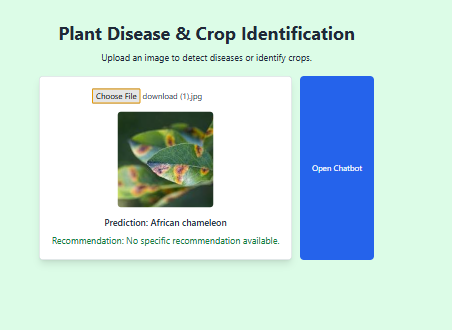 Plant Disease & Crop Identification
Upload an image to detect diseases or identify crops.
Choose File download (1).jpg
Open Chatbot
Prediction: African chameleon
Recommendation: No specific recommendation available.